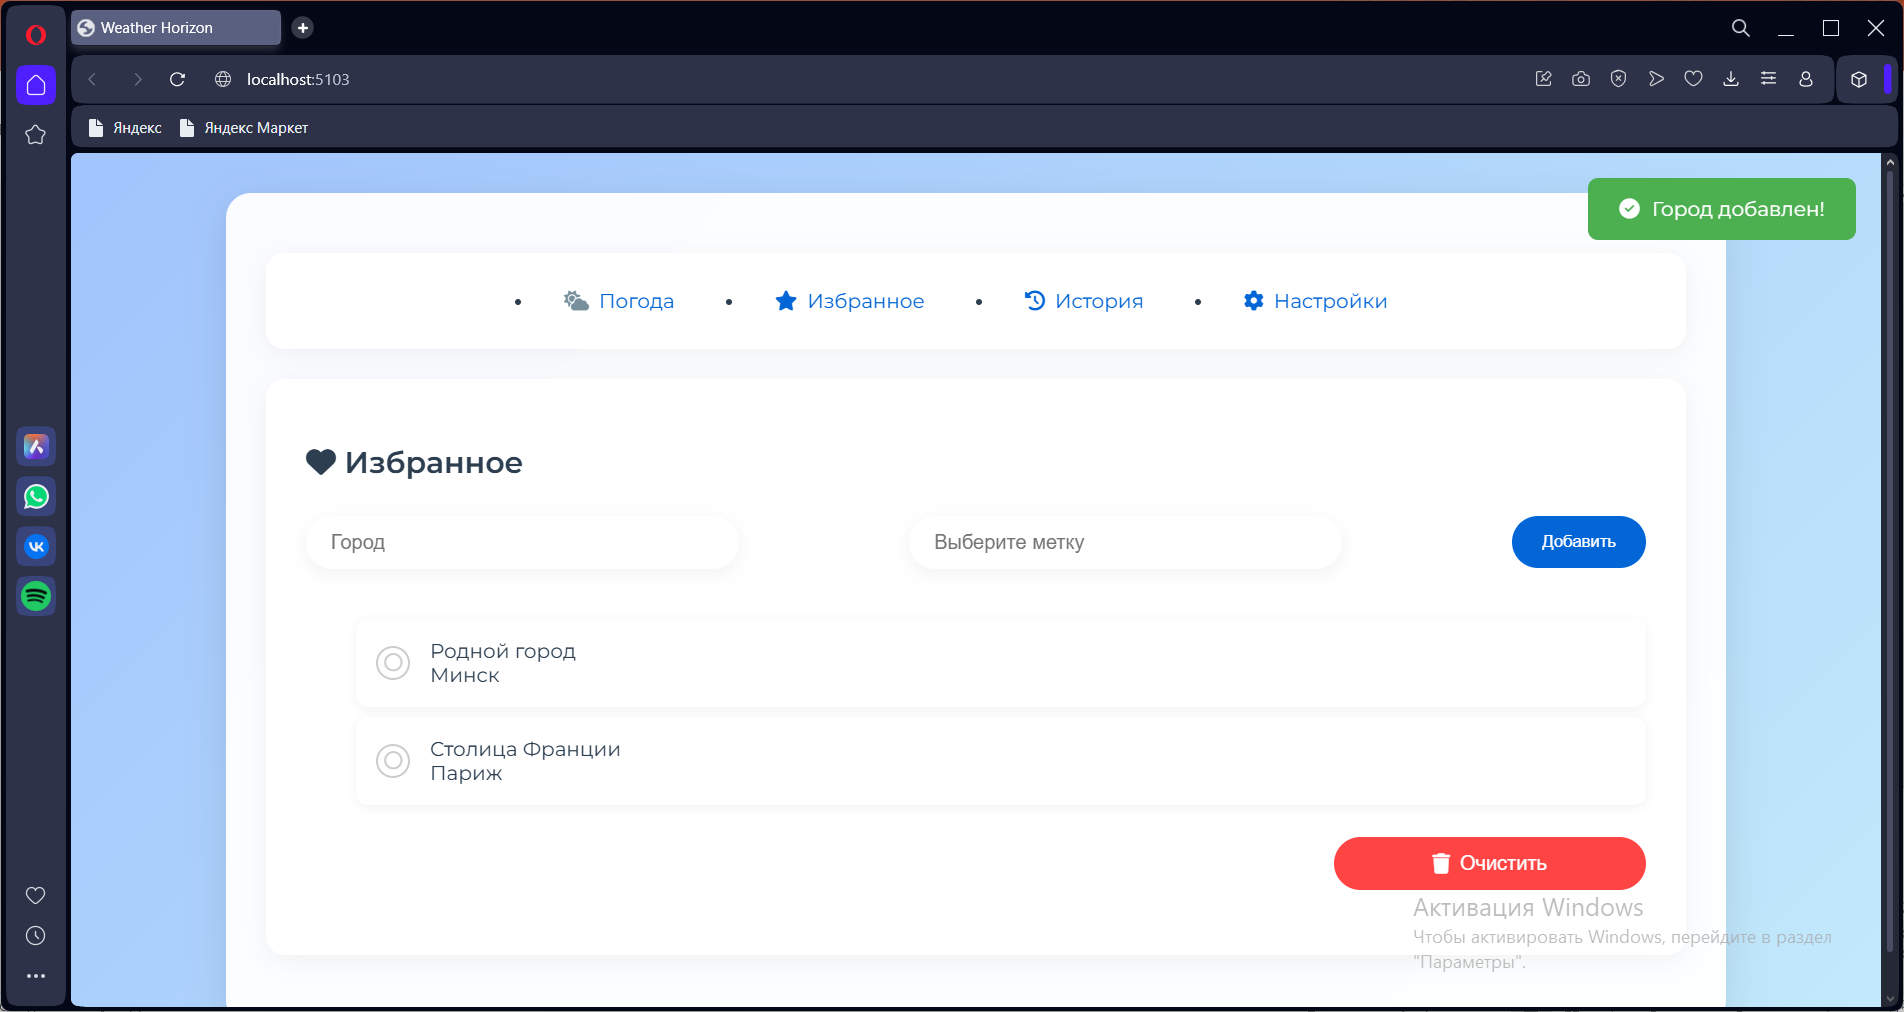 Weather Horizon
localhost:5103
Яндекс
Яндекс Маркет
Город добавлен!
Погода
Избранное
История
Настройки
Избранное
Город
Выберите метку
Добавить
Родной город
Минск
Столица Франции
Париж
Очистить
Активация Windows
Чтобы активировать Windows, перейдите в раздел
"Параметры".